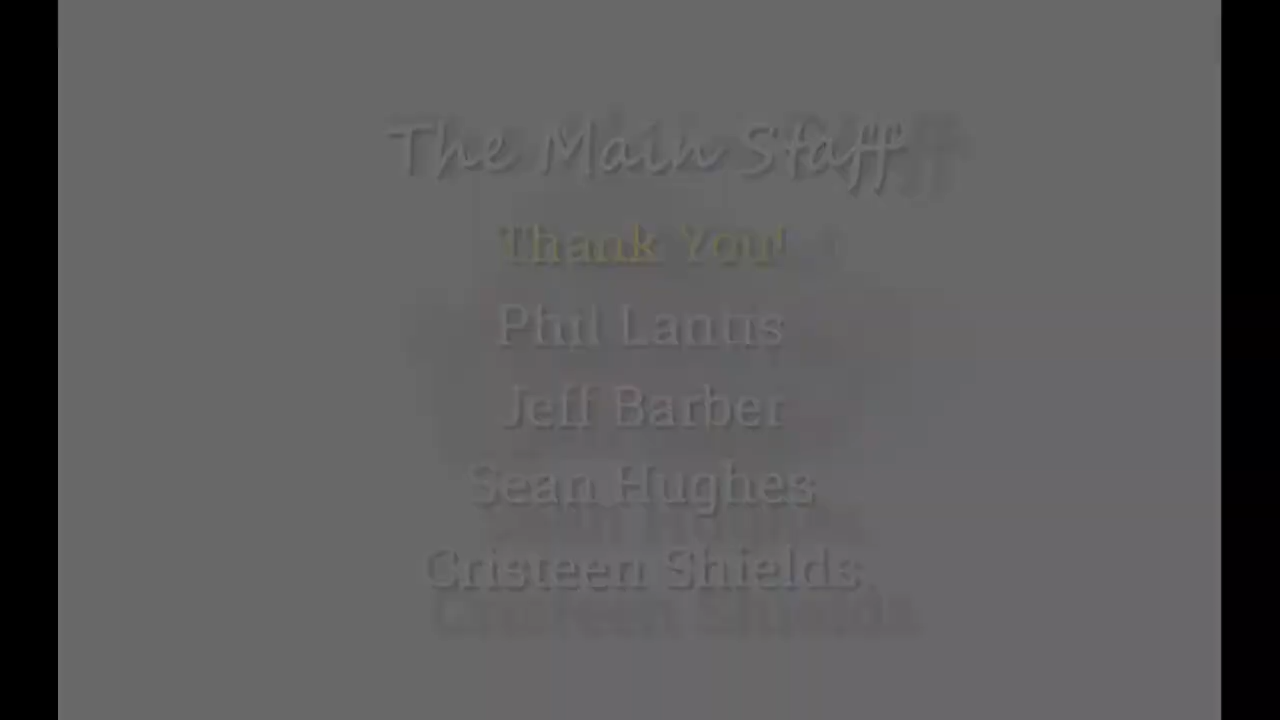 The Main Staff
Thank You!
Phil Lantis
Jeff Barber
Sean Hughes
Cristeen Shields